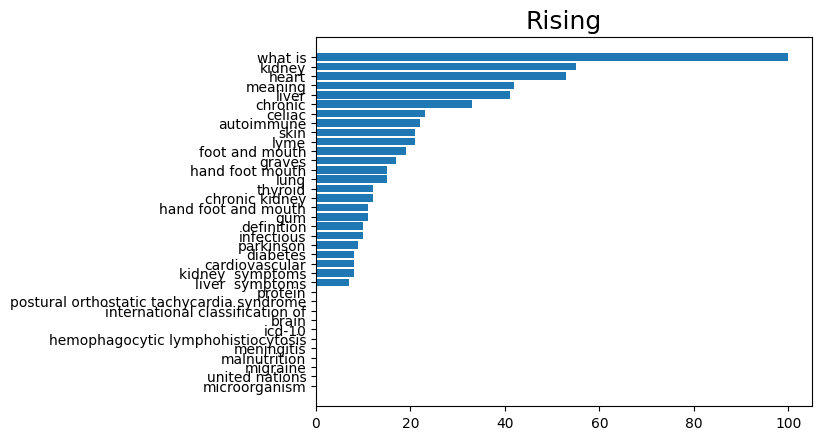 Rising
what is
kidney
heart
meaning
liver
chronic
celiac
autoimmune
skin
lyme
foot and mouth
graves
hand foot mouth
lung
thyroid
chronic kidney
hand foot and mouth
gum
definition
infectious
parkinson
diabetes
cardiovascular
kidney  symptoms
liver  symptoms
protein
postural orthostatic tachycardia syndrome
international classification of
brain
icd-10
hemophagocytic lymphohistiocytosis
meningitis
malnutrition
migraine
united nations
microorganism
0 20 40 60 80 100